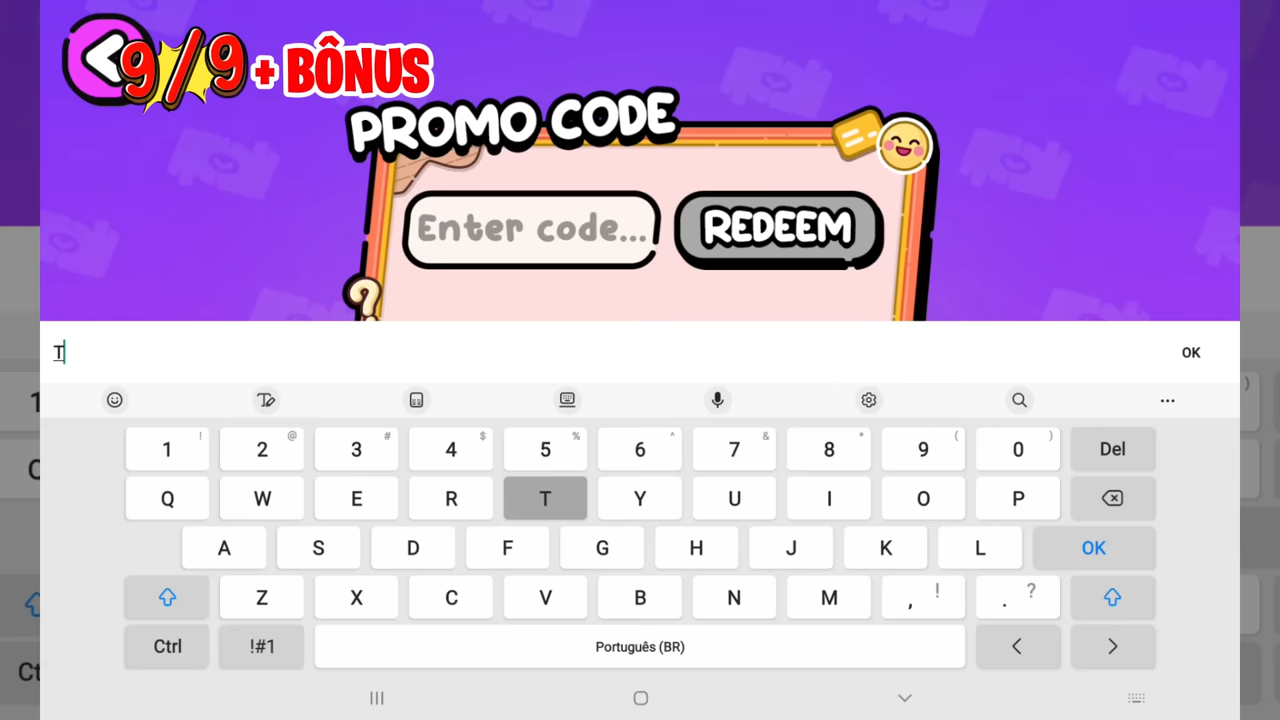 9/9 + BÔNUS
PROMO CODE
Enter code... REDEEM
?
T OK
1 ! 2 @ 3 # 4 $ 5 % 6 ^ 7 & 8 * 9 ( 0 ) Del
Q W E R T Y U I O P
A S D F G H J K L OK
Z X C V B N M , ! . ?
Ctrl !#1 Português (BR) < >